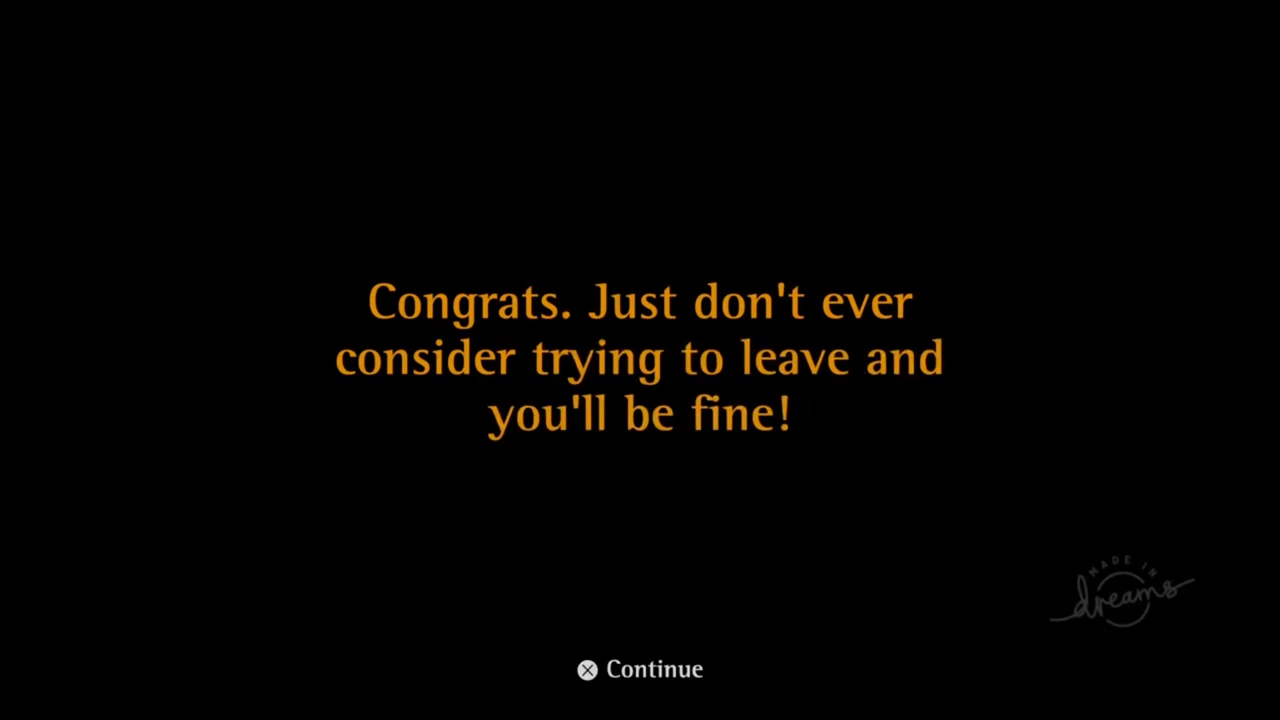 Congrats. Just don't ever
consider trying to leave and
you'll be fine!
MADE IN
dreams
Continue